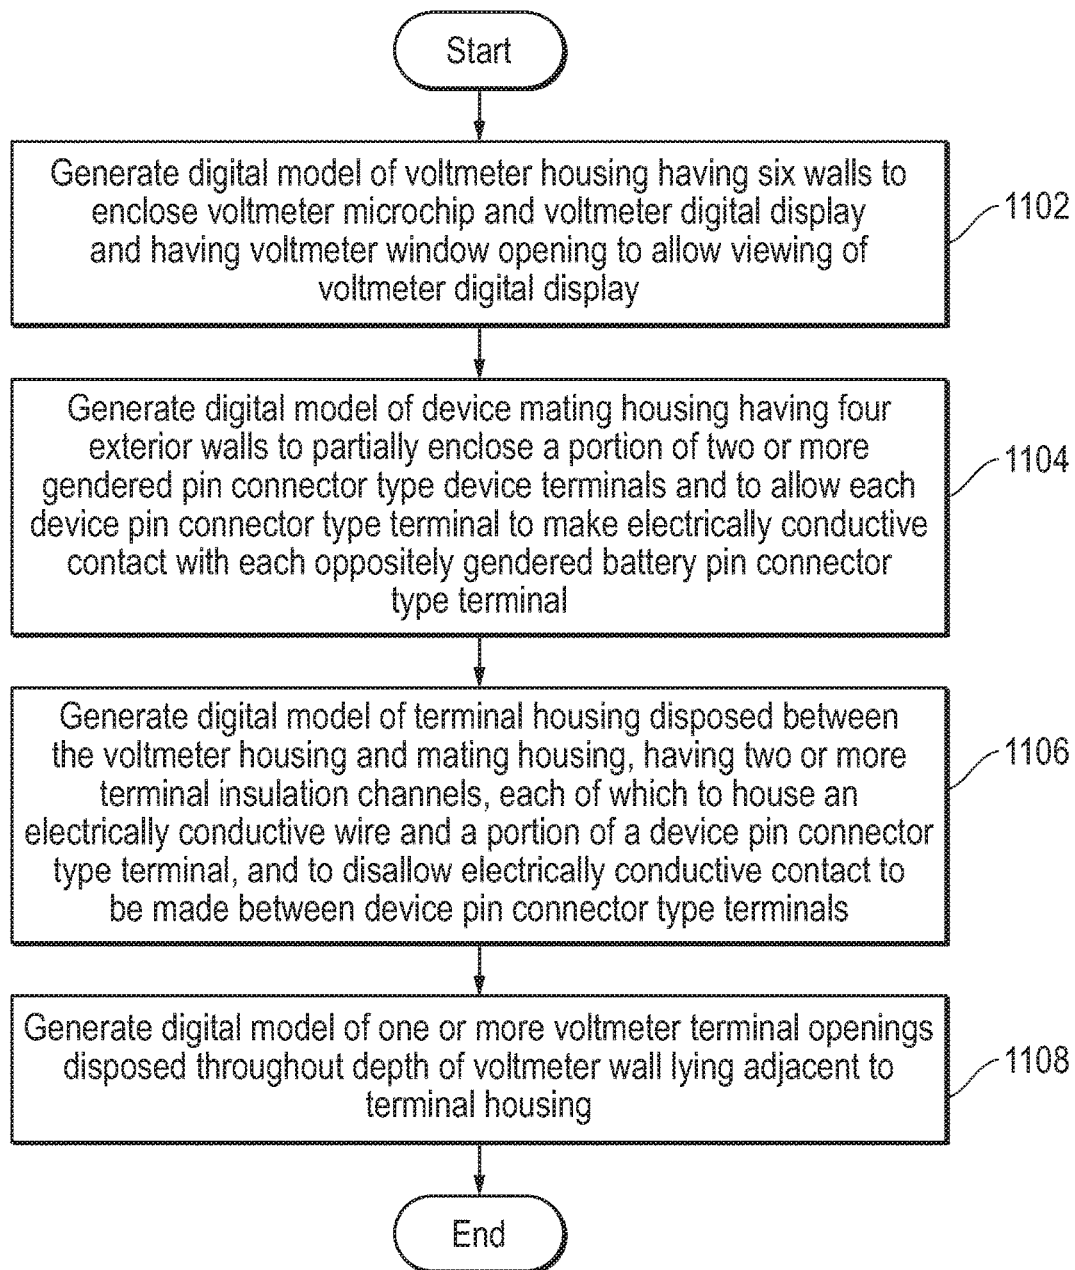 Start
Generate digital model of voltmeter housing having six walls to
enclose voltmeter microchip and voltmeter digital display
and having voltmeter window opening to allow viewing of
voltmeter digital display
1102
Generate digital model of device mating housing having four
exterior walls to partially enclose a portion of two or more
gendered pin connector type device terminals and to allow each
device pin connector type terminal to make electrically conductive
contact with each oppositely gendered battery pin connector
type terminal
1104
Generate digital model of terminal housing disposed between
the voltmeter housing and mating housing, having two or more
terminal insulation channels, each of which to house an
electrically conductive wire and a portion of a device pin connector
type terminal, and to disallow electrically conductive contact to
be made between device pin connector type terminals
1106
Generate digital model of one or more voltmeter terminal openings
disposed throughout depth of voltmeter wall lying adjacent to
terminal housing
1108
End